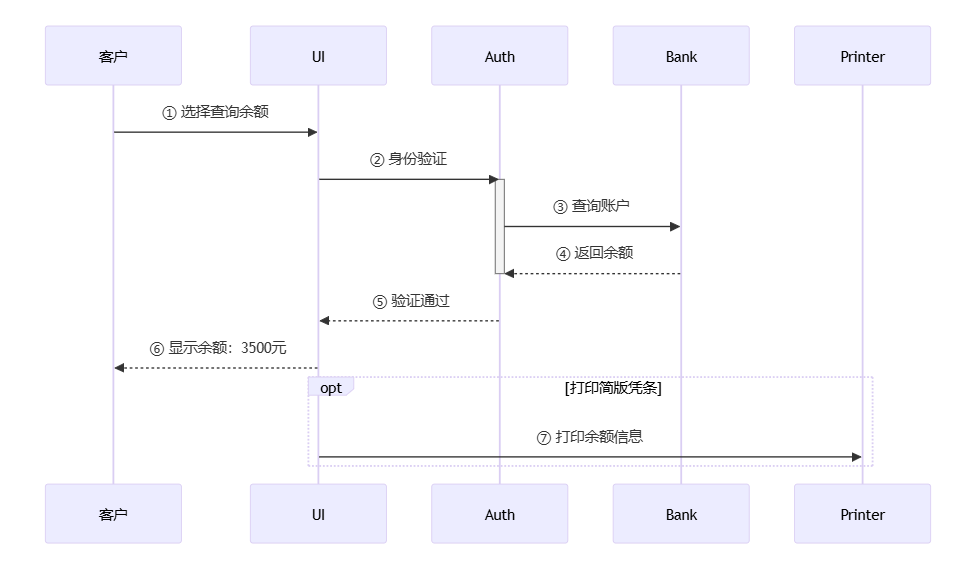 客户 UI Auth Bank Printer
① 选择查询余额
② 身份验证
③ 查询账户
④ 返回余额
⑤ 验证通过
⑥ 显示余额：3500元
opt [打印简版凭条]
⑦ 打印余额信息
客户 UI Auth Bank Printer